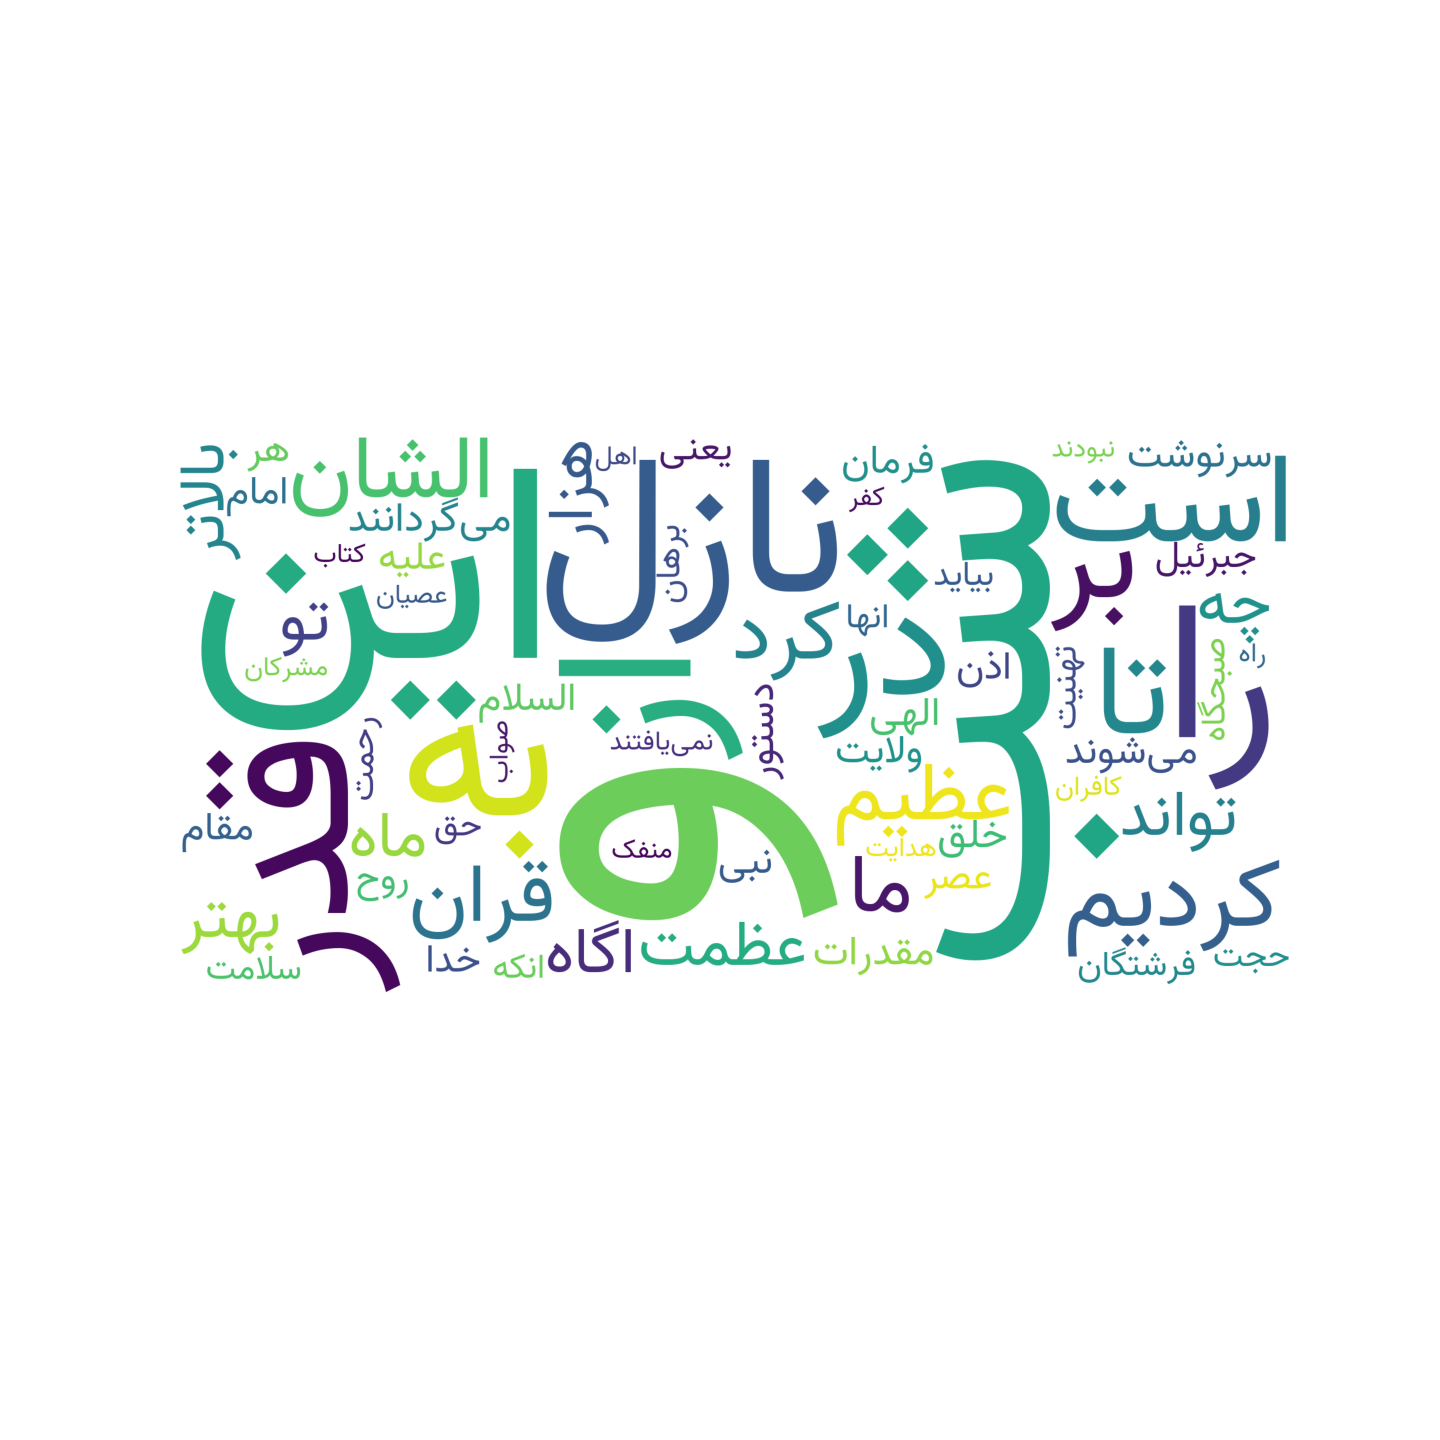 شب
و
این
قدر
نازل
را
در
به
از
است
کردیم
تا
بر
الشان
عظیم
قران
کرد
تواند
چه
ما
تو
ماه
اگاه
عظمت
بهتر
بالاتر
هزار
یعنی
اهل
فرمان
کفر
سرنوشت
نبودند
جبرئیل
بیاید
انها
اذن
الهی
ولایت
دستور
برهان
هر
امام
می‌گردانند
کتاب
علیه
عصیان
مشرکان
السلام
نمی‌یافتند
صواب
رحمت
حق
مقام
روح
سلامت
خدا
انکه
منفک
نبی
مقدرات
هدایت
خلق
عصر
کافران
می‌شوند
تهنیت
صبحگاه
راه
فرشتگان
حجت